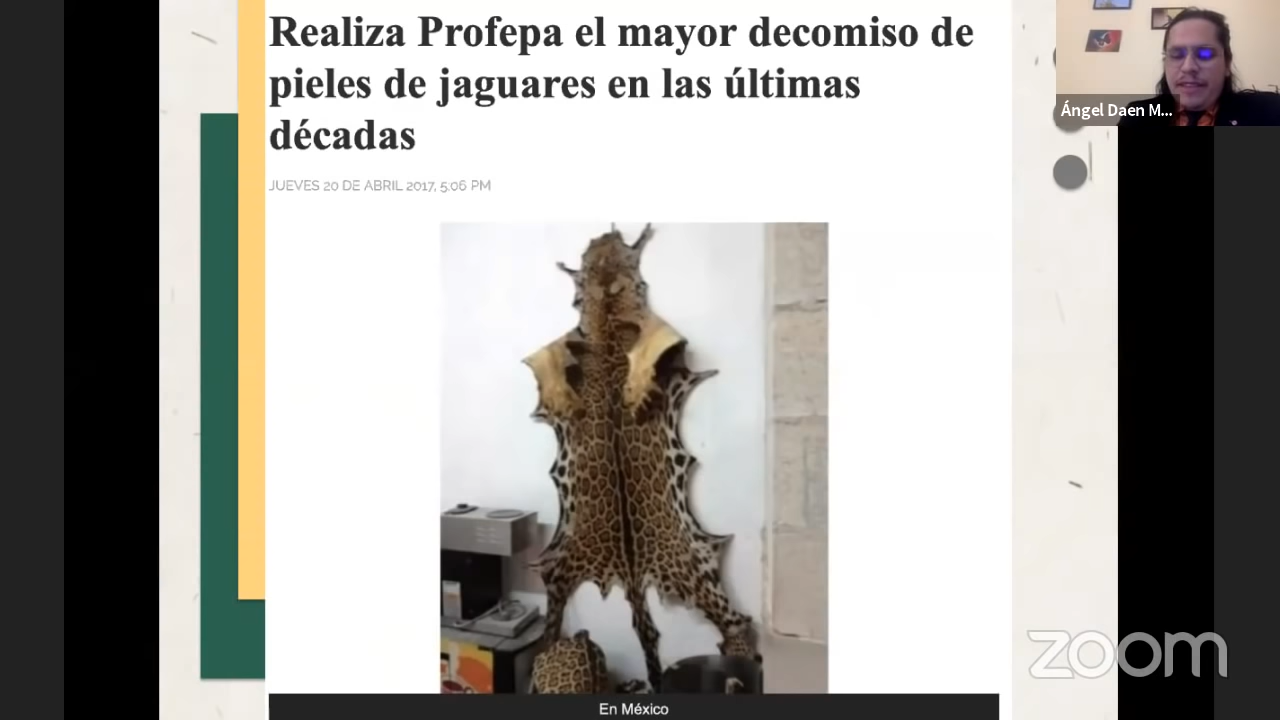 Realiza Profepa el mayor decomiso de
pieles de jaguares en las últimas
décadas
JUEVES 20 DE ABRIL 2017, 5:06 PM
Ángel Daen M...
zoom
En México